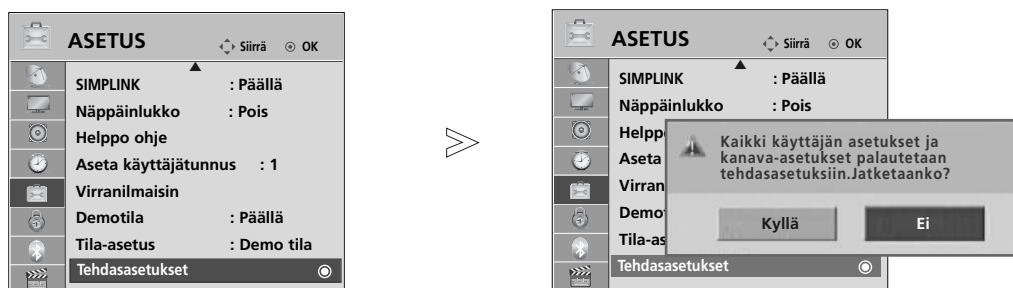 ASETUS
Siirrä
OK
SIMPLINK : Päällä
Näppäinlukko : Pois
Helppo ohje
Aseta käyttäjätunnus : 1
Virranilmaisin
Demotila : Päällä
Tila-asetus : Demo tila
Tehdasasetukset
ASETUS
Siirrä
OK
SIMPLINK : Päällä
Näppäinlukko : Pois
Helpp
Aseta
Virran
Demo
Tila-as
Tehdasasetukset
Kaikki käyttäjän asetukset ja
kanava-asetukset palautetaan
tehdasasetuksiin.Jatketaanko?
Kyllä
Ei